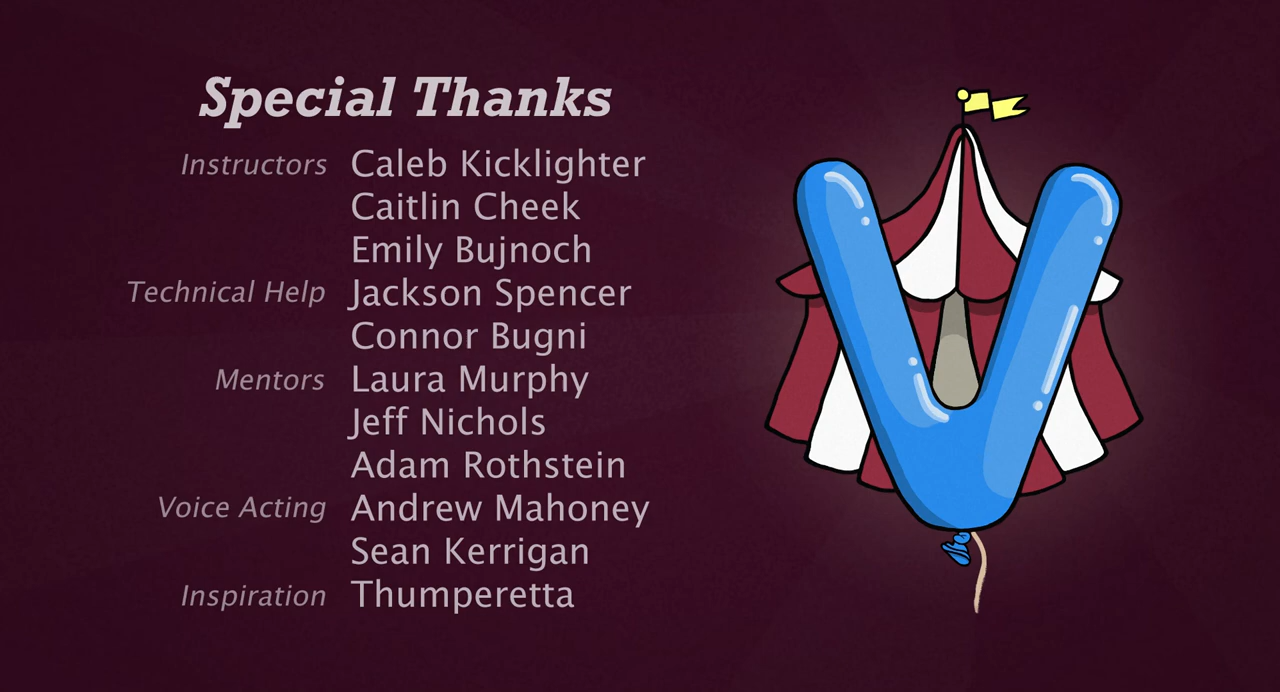 Special Thanks
Instructors Caleb Kicklighter
Caitlin Cheek
Emily Bujnoch
Technical Help Jackson Spencer
Connor Bugni
Mentors Laura Murphy
Jeff Nichols
Adam Rothstein
Voice Acting Andrew Mahoney
Sean Kerrigan
Inspiration Thumperetta
V